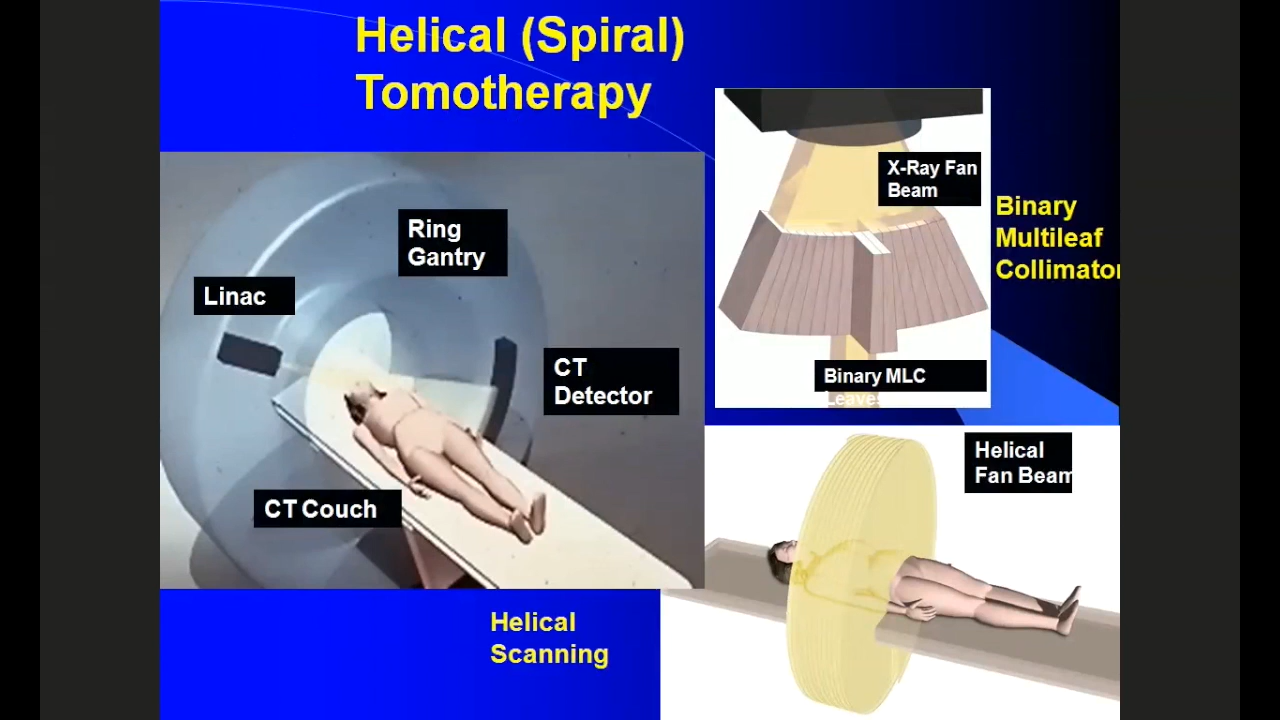 Helical (Spiral)
Tomotherapy
Ring
Gantry
Linac
CT
Detector
CT Couch
X-Ray Fan
Beam
Binary
Multileaf
Collimator
Binary MLC
Leaves
Helical
Fan Beam
Helical
Scanning